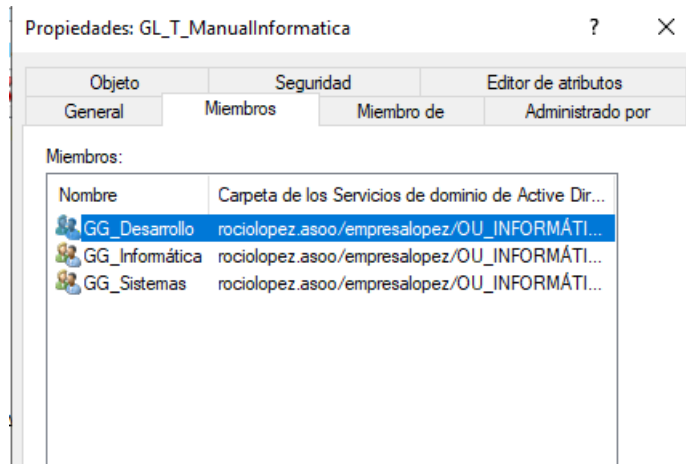 Propiedades: GL_T_ManualInformatica ? ×
Objeto Seguridad Editor de atributos
General Miembros Miembro de Administrado por
Miembros:
Nombre Carpeta de los Servicios de dominio de Active Dir...
GG_Desarrollo rociolopez.asoo/empresalopez/OU_INFORMÁTI...
GG_Informática rociolopez.asoo/empresalopez/OU_INFORMÁTI...
GG_Sistemas rociolopez.asoo/empresalopez/OU_INFORMÁTI...